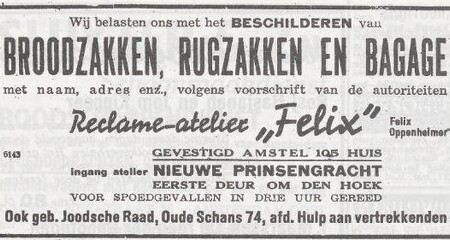 Wij belasten ons met het BESCHILDEREN van
BROODZAKKEN, RUGZAKKEN EN BAGAGE
met naam, adres enz., volgens voorschrift van de autoriteiten
Reclame-atelier „Felix” Felix Oppenheimer
6143 GEVESTIGD AMSTEL 105 HUIS
ingang atelier NIEUWE PRINSENGRACHT
EERSTE DEUR OM DEN HOEK
VOOR SPOEDGEVALLEN IN DRIE UUR GEREED
Ook geb. Joodsche Raad, Oude Schans 74, afd. Hulp aan vertrekkenden